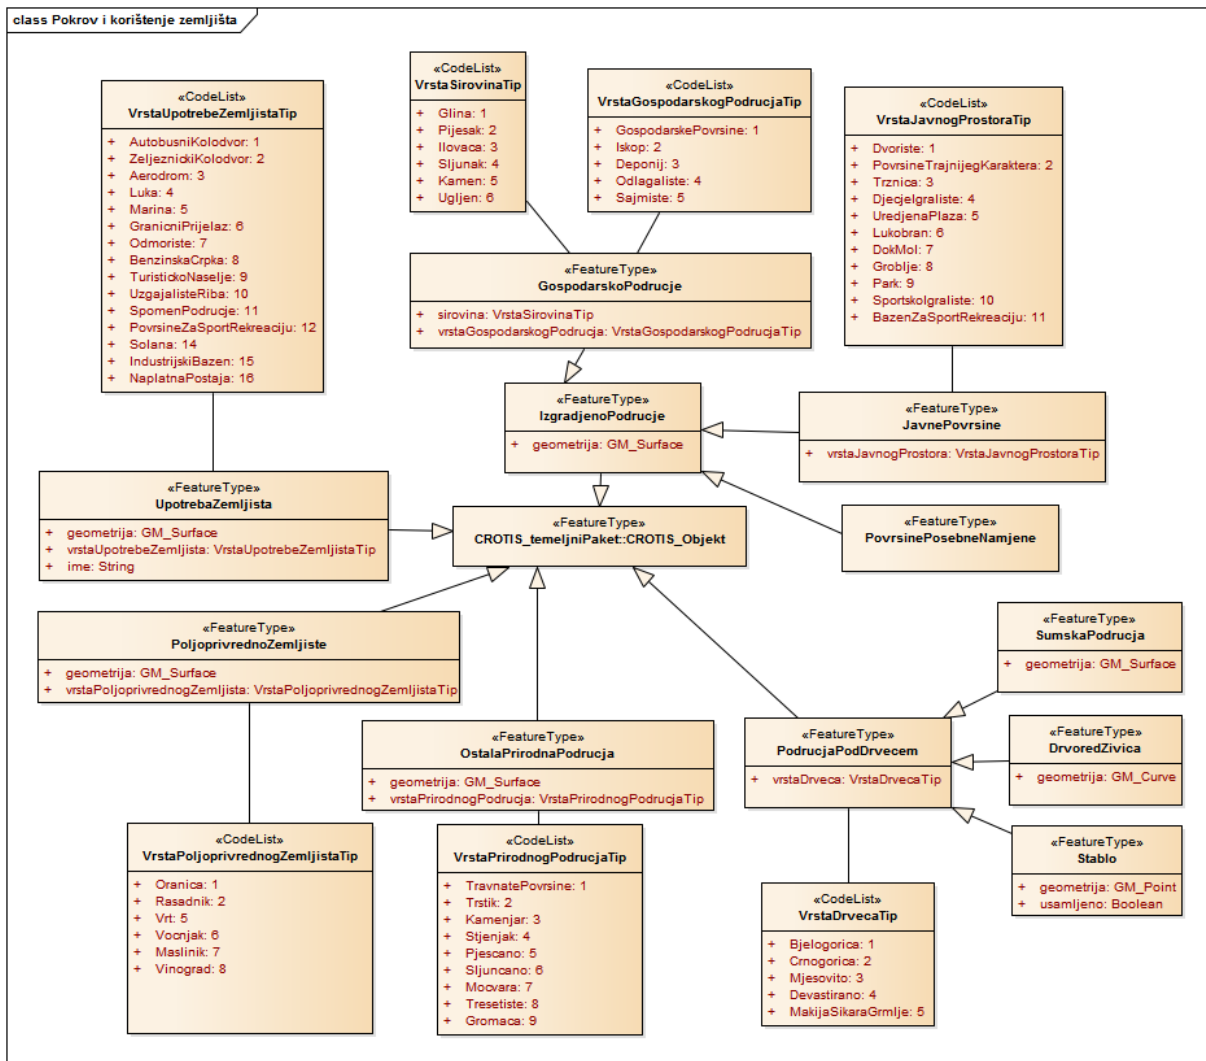 class Pokrov i korištenje zemljišta
«CodeList»
VrstaUpotrebeZemljistaTip
+ AutobusniKolodvor: 1
+ ZeljeznickiKolodvor: 2
+ Aerodrom: 3
+ Luka: 4
+ Marina: 5
+ GranicniPrijelaz: 6
+ Odmoriste: 7
+ BenzinskaCrpka: 8
+ TuristickoNaselje: 9
+ UzgajalisteRiba: 10
+ SpomenPodrucje: 11
+ PovrsineZaSportRekreaciju: 12
+ Solana: 14
+ IndustrijskiBazen: 15
+ NaplatnaPostaja: 16
«CodeList»
VrstaSirovinaTip
+ Glina: 1
+ Pijesak: 2
+ Ilovaca: 3
+ Sljunak: 4
+ Kamen: 5
+ Ugljen: 6
«CodeList»
VrstaGospodarskogPodrucjaTip
+ GospodarskePovrsine: 1
+ Iskop: 2
+ Deponij: 3
+ Odlagaliste: 4
+ Sajmiste: 5
«CodeList»
VrstaJavnogProstoraTip
+ Dvoriste: 1
+ PovrsineTrajnijegKaraktera: 2
+ Trznica: 3
+ DjecjeIgraliste: 4
+ UredjenaPlaza: 5
+ Lukobran: 6
+ DokMol: 7
+ Groblje: 8
+ Park: 9
+ SportskoIgraliste: 10
+ BazenZaSportRekreaciju: 11
«FeatureType»
GospodarskoPodrucje
+ sirovina: VrstaSirovinaTip
+ vrstaGospodarskogPodrucja: VrstaGospodarskogPodrucjaTip
«FeatureType»
IzgradjenoPodrucje
+ geometrija: GM_Surface
«FeatureType»
JavnePovrsine
+ vrstaJavnogProstora: VrstaJavnogProstoraTip
«FeatureType»
UpotrebaZemljista
+ geometrija: GM_Surface
+ vrstaUpotrebeZemljista: VrstaUpotrebeZemljistaTip
+ ime: String
«FeatureType»
CROTIS_temeljniPaket::CROTIS_Objekt
«FeatureType»
PovrsinePosebneNamjene
«FeatureType»
PoljoprivrednoZemljiste
+ geometrija: GM_Surface
+ vrstaPoljoprivrednogZemljista: VrstaPoljoprivrednogZemljistaTip
«FeatureType»
SumskaPodrucja
+ geometrija: GM_Surface
«FeatureType»
OstalaPrirodnaPodrucja
+ geometrija: GM_Surface
+ vrstaPrirodnogPodrucja: VrstaPrirodnogPodrucjaTip
«FeatureType»
PodrucjaPodDrvecem
+ vrstaDrveca: VrstaDrvecaTip
«FeatureType»
DrvoredZivica
+ geometrija: GM_Curve
«FeatureType»
Stablo
+ geometrija: GM_Point
+ usamljeno: Boolean
«CodeList»
VrstaPoljoprivrednogZemljistaTip
+ Oranica: 1
+ Rasadnik: 2
+ Vrt: 5
+ Vocnjak: 6
+ Maslinik: 7
+ Vinograd: 8
«CodeList»
VrstaPrirodnogPodrucjaTip
+ TravnatePovrsine: 1
+ Trstik: 2
+ Kamenjar: 3
+ Stjenjak: 4
+ Pjescano: 5
+ Sljuncano: 6
+ Mocvara: 7
+ Tresetiste: 8
+ Gromaca: 9
«CodeList»
VrstaDrvecaTip
+ Bjelogorica: 1
+ Crnogorica: 2
+ Mjesovito: 3
+ Devastirano: 4
+ MakijaSikaraGrmlje: 5